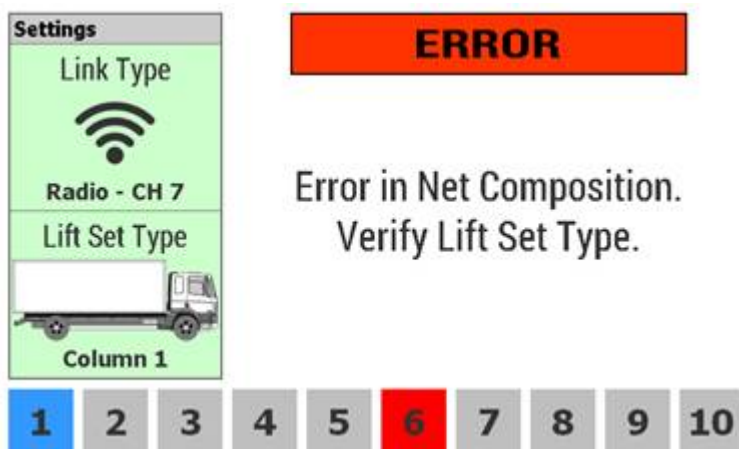 Settings
Link Type
Radio - CH 7
Lift Set Type
Column 1
ERROR
Error in Net Composition.
Verify Lift Set Type.
1 2 3 4 5 6 7 8 9 10